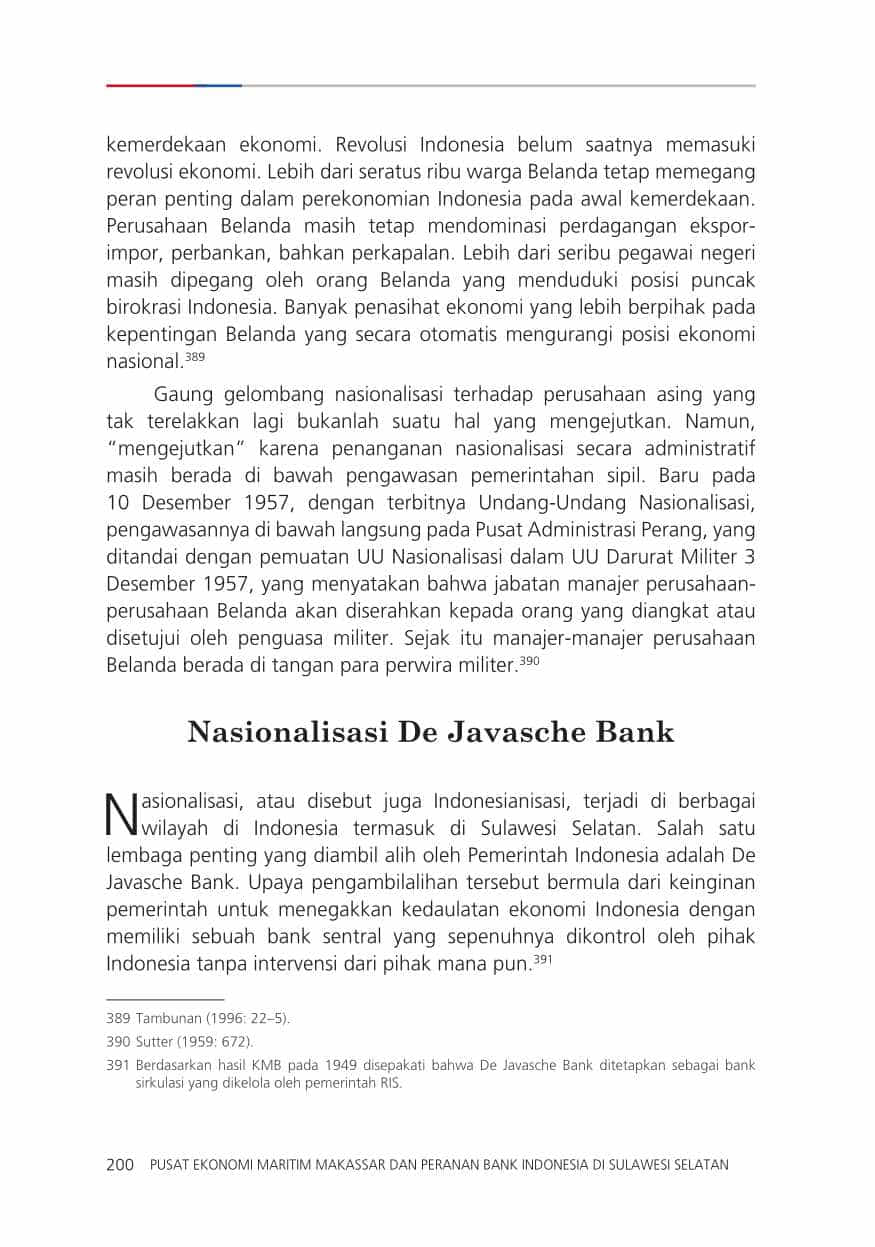 kemerdekaan ekonomi. Revolusi Indonesia belum saatnya memasuki
revolusi ekonomi. Lebih dari seratus ribu warga Belanda tetap memegang
peran penting dalam perekonomian Indonesia pada awal kemerdekaan.
Perusahaan Belanda masih tetap mendominasi perdagangan ekspor-
impor, perbankan, bahkan perkapalan. Lebih dari seribu pegawai negeri
masih dipegang oleh orang Belanda yang menduduki posisi puncak
birokrasi Indonesia. Banyak penasihat ekonomi yang lebih berpihak pada
kepentingan Belanda yang secara otomatis mengurangi posisi ekonomi
nasional.389
Gaung gelombang nasionalisasi terhadap perusahaan asing yang
tak terelakkan lagi bukanlah suatu hal yang mengejutkan. Namun,
“mengejutkan” karena penanganan nasionalisasi secara administratif
masih berada di bawah pengawasan pemerintahan sipil. Baru pada
10 Desember 1957, dengan terbitnya Undang-Undang Nasionalisasi,
pengawasannya di bawah langsung pada Pusat Administrasi Perang, yang
ditandai dengan pemuatan UU Nasionalisasi dalam UU Darurat Militer 3
Desember 1957, yang menyatakan bahwa jabatan manajer perusahaan-
perusahaan Belanda akan diserahkan kepada orang yang diangkat atau
disetujui oleh penguasa militer. Sejak itu manajer-manajer perusahaan
Belanda berada di tangan para perwira militer.390
Nasionalisasi De Javasche Bank
Nasionalisasi, atau disebut juga Indonesianisasi, terjadi di berbagai
wilayah di Indonesia termasuk di Sulawesi Selatan. Salah satu
lembaga penting yang diambil alih oleh Pemerintah Indonesia adalah De
Javasche Bank. Upaya pengambilalihan tersebut bermula dari keinginan
pemerintah untuk menegakkan kedaulatan ekonomi Indonesia dengan
memiliki sebuah bank sentral yang sepenuhnya dikontrol oleh pihak
Indonesia tanpa intervensi dari pihak mana pun.391
389 Tambunan (1996: 22–5).
390 Sutter (1959: 672).
391 Berdasarkan hasil KMB pada 1949 disepakati bahwa De Javasche Bank ditetapkan sebagai bank
sirkulasi yang dikelola oleh pemerintah RIS.
200 PUSAT EKONOMI MARITIM MAKASSAR DAN PERANAN BANK INDONESIA DI SULAWESI SELATAN